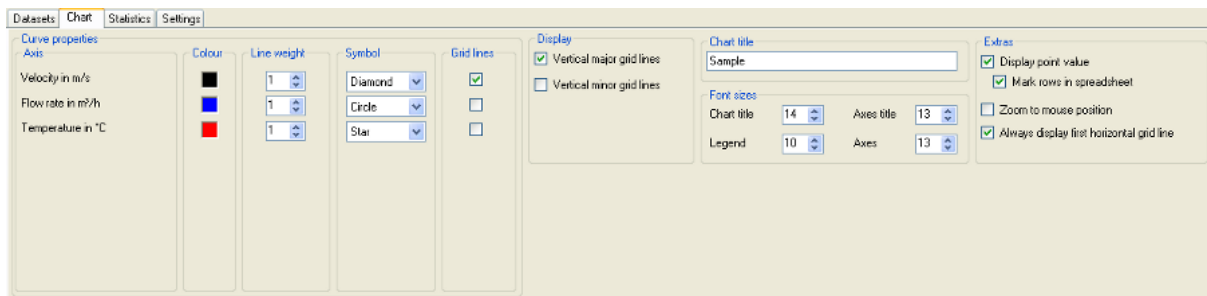 Datasets Chart Statistics Settings
Curve properties
Axis Colour Line weight Symbol Grid lines
Velocity in m/s 1 Diamond
Flow rate in m³/h 1 Circle
Temperature in °C 1 Star
Display
Vertical major grid lines
Vertical minor grid lines
Chart title
Sample
Font sizes
Chart title 14 Axes title 13
Legend 10 Axes 13
Extras
Display point value
Mark rows in spreadsheet
Zoom to mouse position
Always display first horizontal grid line